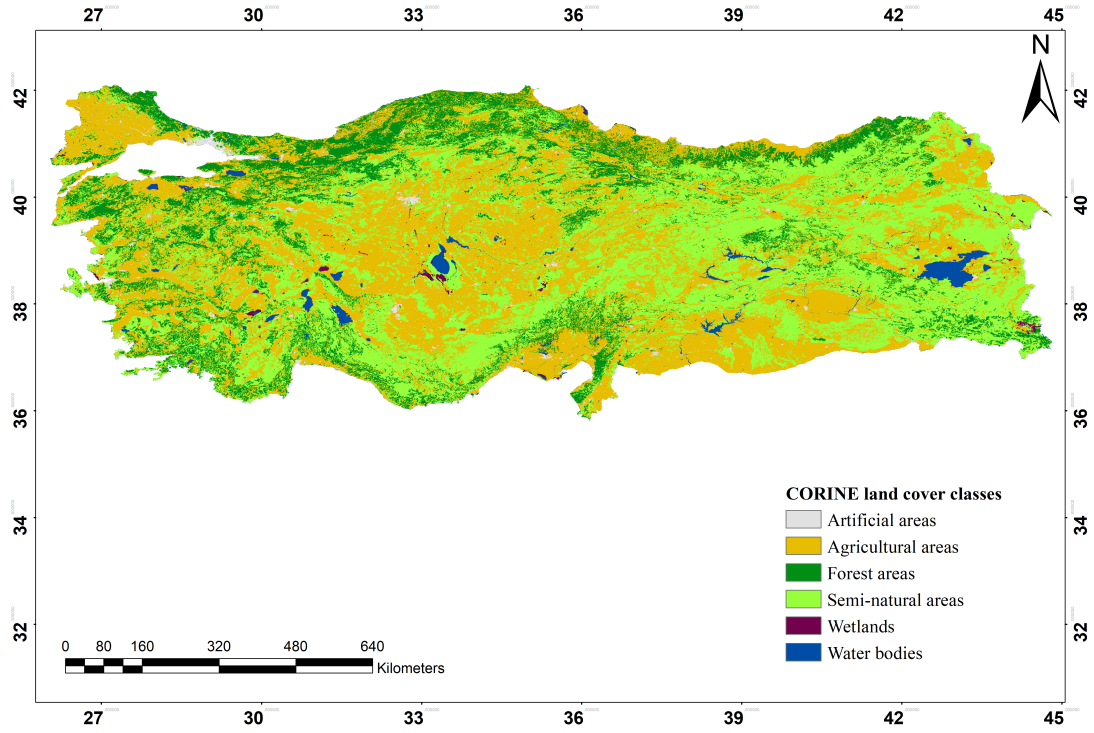 27 30 33 36 39 42 45
N
42 42
40 40
38 38
36 36
34 34
32 32
CORINE land cover classes
Artificial areas
Agricultural areas
Forest areas
Semi-natural areas
Wetlands
Water bodies
0 80 160 320 480 640
Kilometers
27 30 33 36 39 42 45